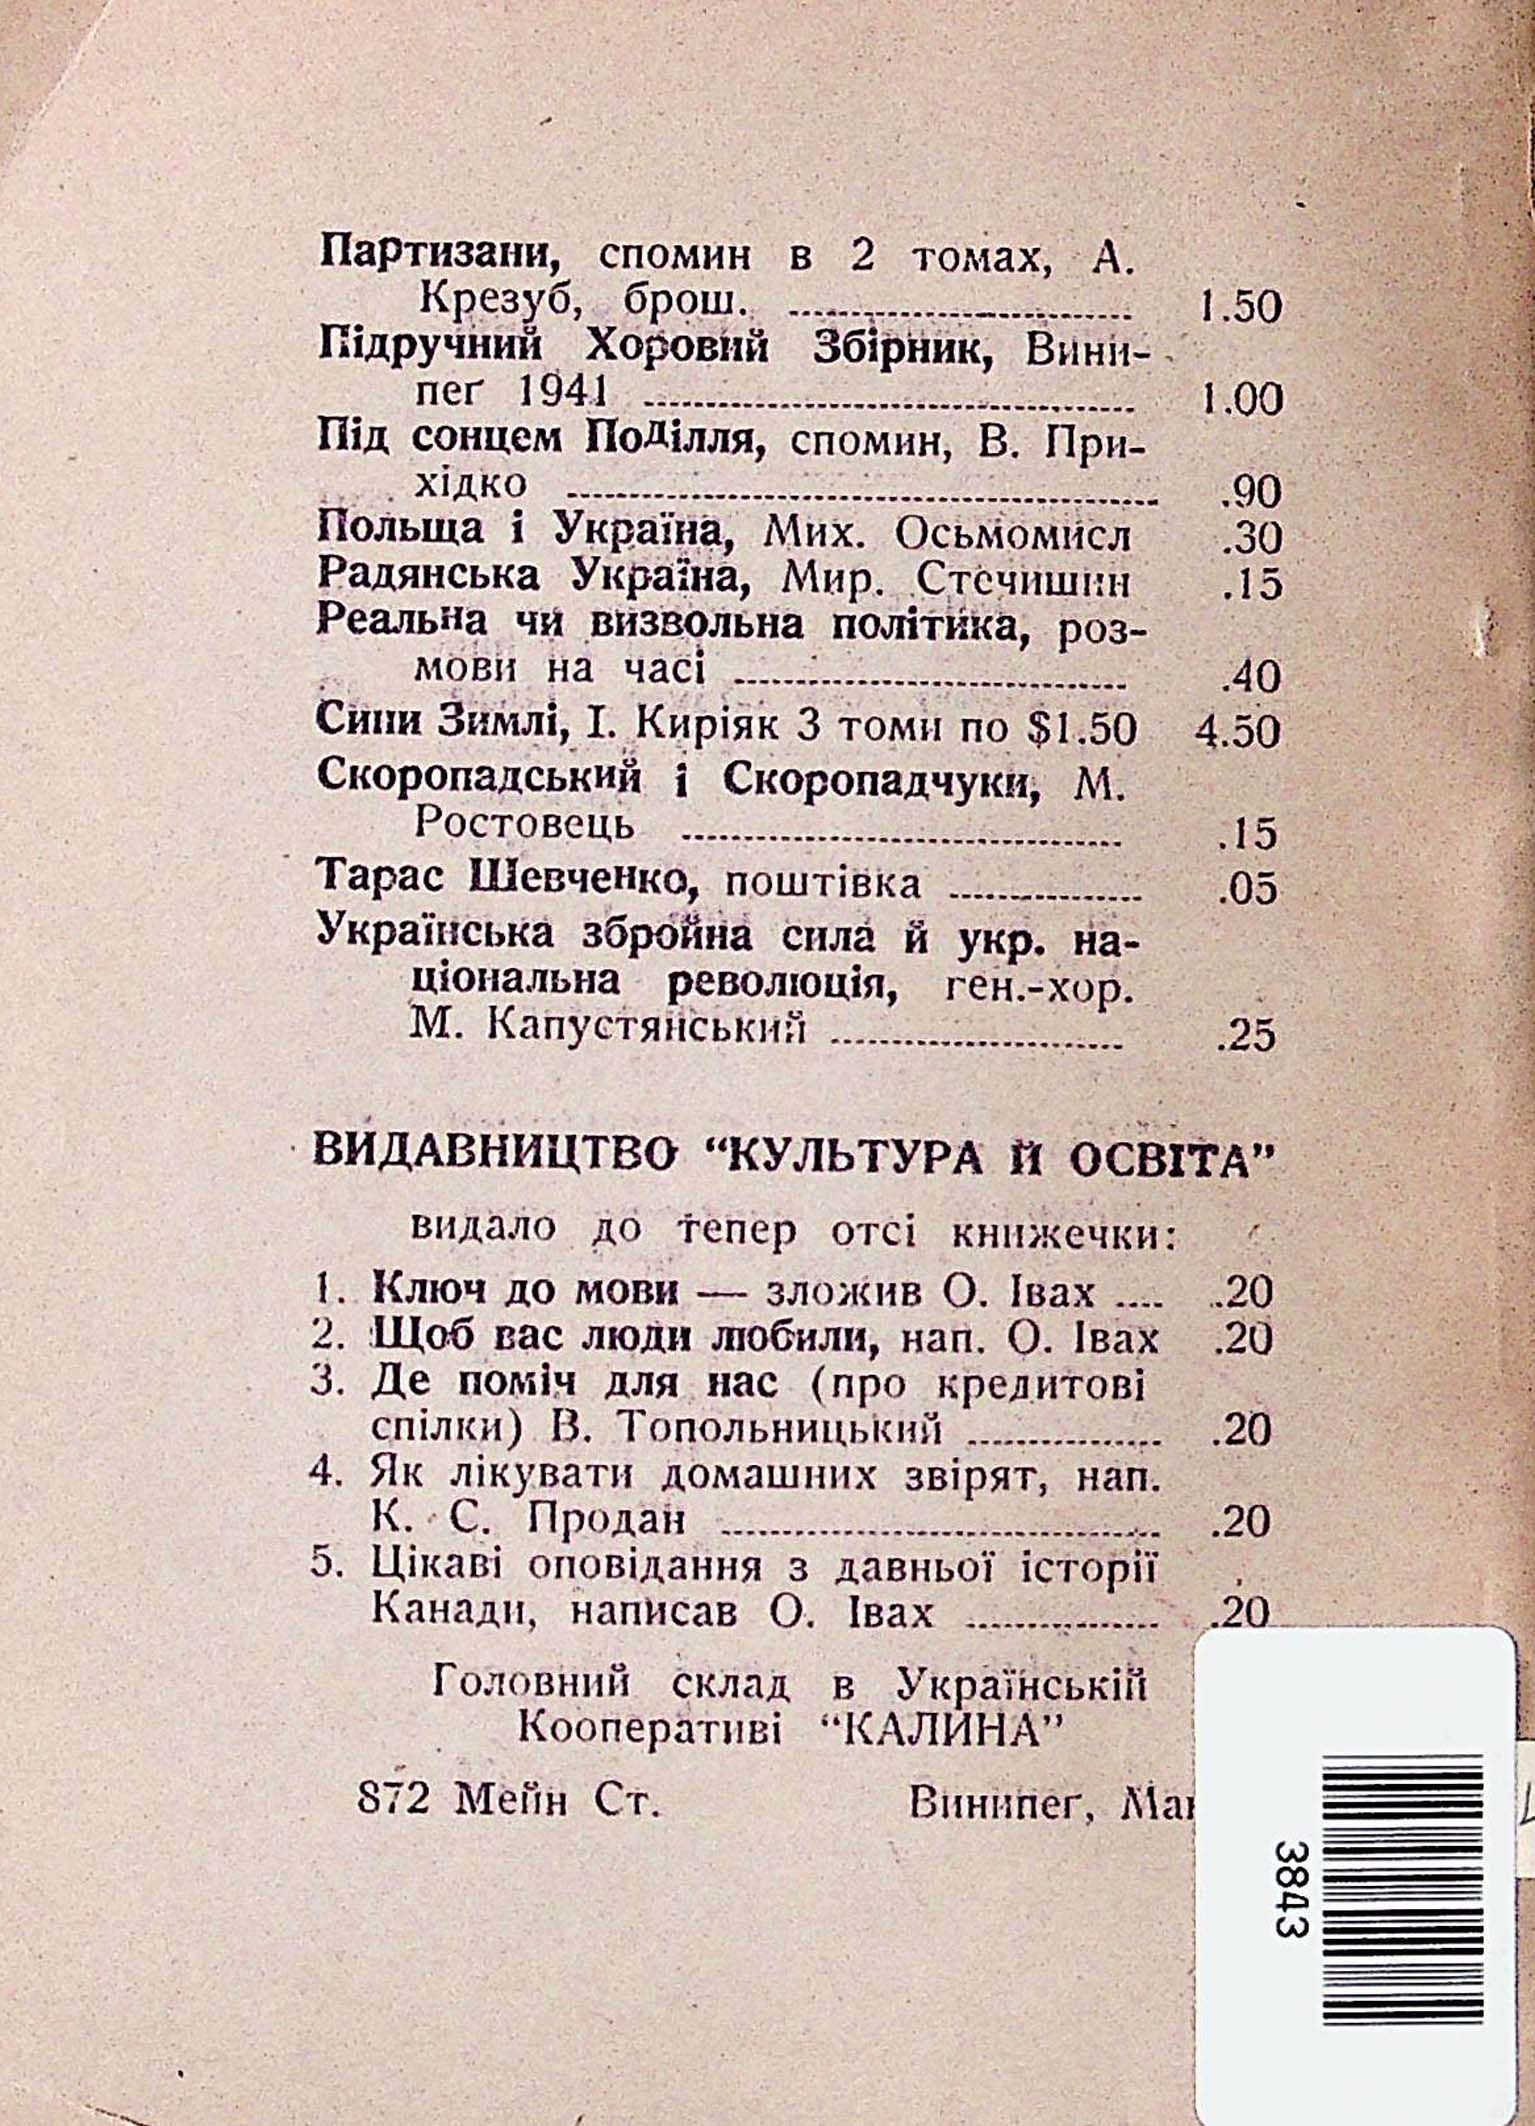 Партизани, спомин в 2 томах, А.
Крезуб, брош. ........................ 1.50
Підручний Хоровий Збірник, Вини-
пеґ 1941 ........................ 1.00
Під сонцем Поділля, спомин, В. При-
хідко ........................ .90
Польща і Україна, Мих. Осьмомисл .30
Радянська Україна, Мир. Стечишин .15
Реальна чи визвольна політика, роз-
мови на часі ........................ .40
Сини Зимлі, І. Киріяк 3 томи по $1.50 4.50
Скоропадський і Скоропадчуки, М.
Ростовець ........................ .15
Тарас Шевченко, поштівка ............ .05
Українська збройна сила й укр. на-
ціональна революція, ген.-хор.
М. Капустянський ........................ .25
ВИДАВНИЦТВО “КУЛЬТУРА Й ОСВІТА”
видало до тепер отсі книжечки:
1. Ключ до мови — зложив О. Івах .... .20
2. Щоб вас люди любили, нап. О. Івах .20
3. Де поміч для нас (про кредитові
спілки) В. Топольницький ............ .20
4. Як лікувати домашних звірят, нап.
К. С. Продан ........................ .20
5. Цікаві оповідання з давньої історії
Канади, написав О. Івах ............ .20
Головний склад в Українській
Кооперативі “КАЛИНА”
872 Мейн Ст. Винипеґ,
3843